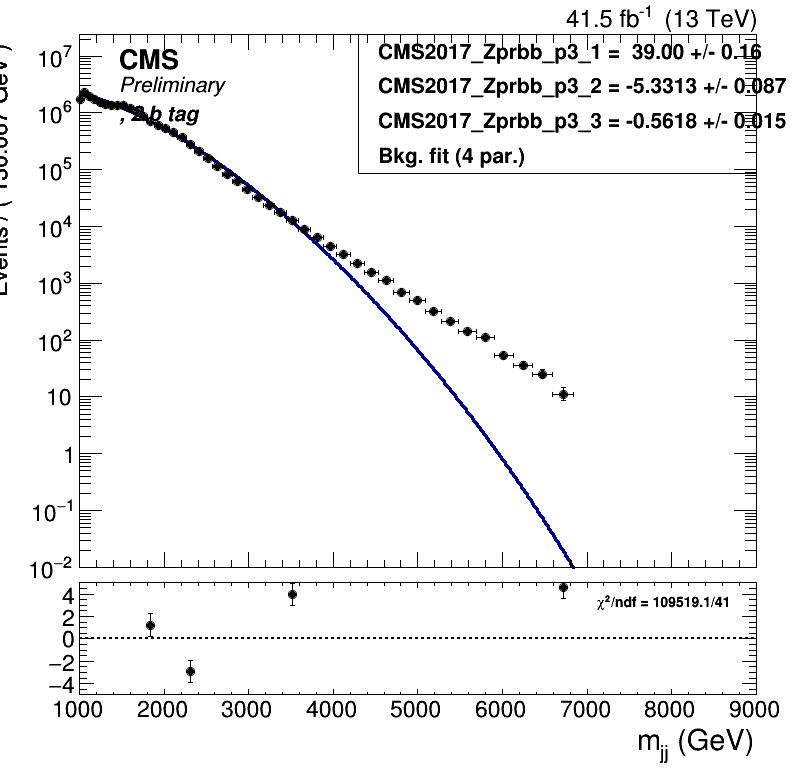 41.5 fb⁻¹ (13 TeV)
CMS
Preliminary
, 2 b tag
CMS2017_Zprbb_p3_1 = 39.00 +/- 0.16
CMS2017_Zprbb_p3_2 = -5.3313 +/- 0.087
CMS2017_Zprbb_p3_3 = -0.5618 +/- 0.015
Bkg. fit (4 par.)
10⁷
10⁶
10⁵
10⁴
10³
10²
10
1
10⁻¹
10⁻²
χ²/ndf = 109519.1/41
4
2
0
−2
−4
1000 2000 3000 4000 5000 6000 7000 8000 9000
m_jj (GeV)